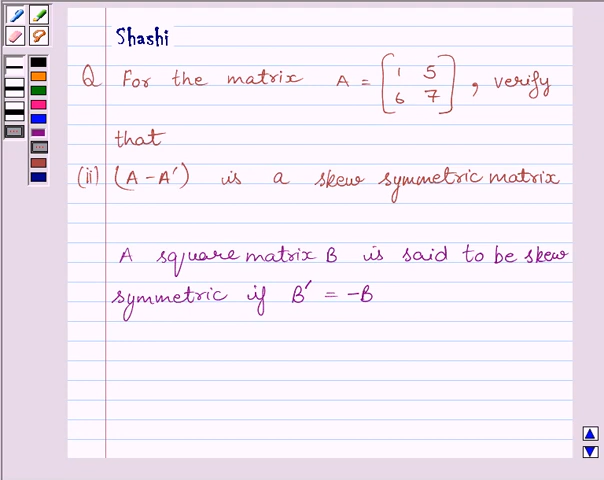 Shashi
Q For the matrix A = [1 5; 6 7], verify
that
(ii) (A - A') is a skew symmetric matrix
A square matrix B is said to be skew
symmetric if B' = -B